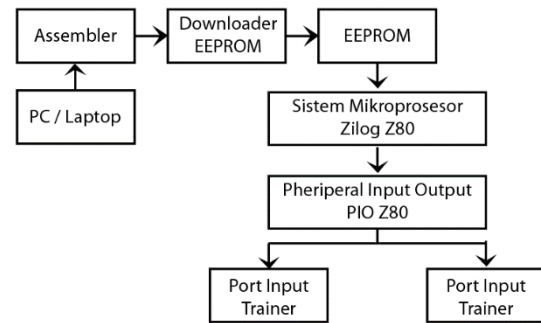 Assembler
Downloader
EEPROM
EEPROM
PC / Laptop
Sistem Mikroprosesor
Zilog Z80
Pheriperal Input Output
PIO Z80
Port Input
Trainer
Port Input
Trainer